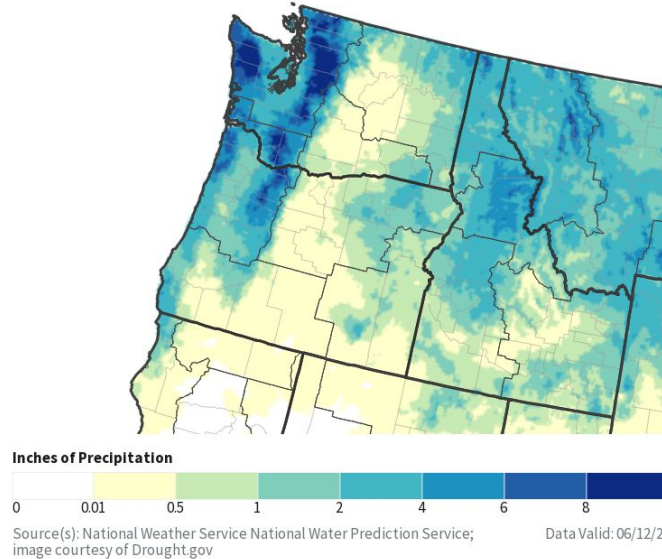 Inches of Precipitation
0 0.01 0.5 1 2 4 6 8
Source(s): National Weather Service National Water Prediction Service; Data Valid: 06/12/2
image courtesy of Drought.gov